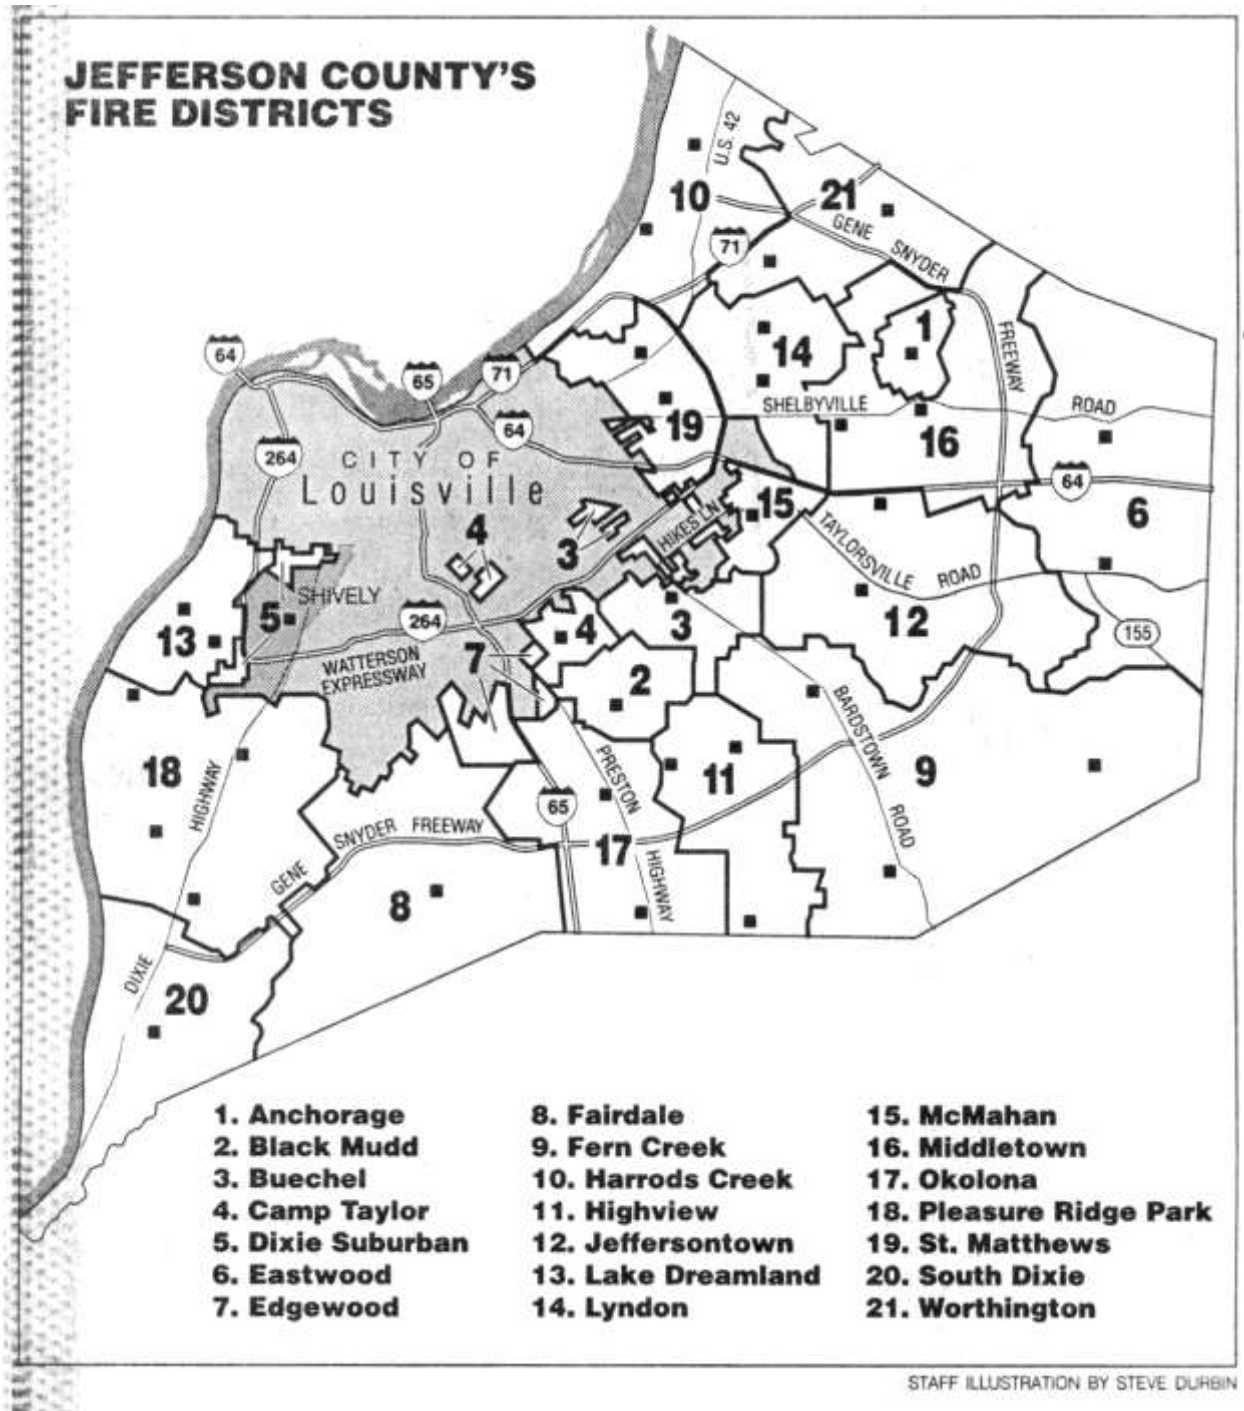 JEFFERSON COUNTY'S
FIRE DISTRICTS
U.S. 42
10
21
GENE SNYDER
FREEWAY
71
64
65
71
64
264
14
1
SHELBYVILLE
ROAD
19
16
CITY OF
Louisville
4
3
HIKES LN
15
64
6
TAYLORSVILLE ROAD
SHIVELY
5
13
264
WATTERSON
EXPRESSWAY
7
4
3
12
155
2
18
HIGHWAY
PRESTON
11
BARDSTOWN
ROAD
9
65
GENE
SNYDER FREEWAY
17
HIGHWAY
8
DIXIE
20
1. Anchorage
2. Black Mudd
3. Buechel
4. Camp Taylor
5. Dixie Suburban
6. Eastwood
7. Edgewood
8. Fairdale
9. Fern Creek
10. Harrods Creek
11. Highview
12. Jeffersontown
13. Lake Dreamland
14. Lyndon
15. McMahan
16. Middletown
17. Okolona
18. Pleasure Ridge Park
19. St. Matthews
20. South Dixie
21. Worthington
STAFF ILLUSTRATION BY STEVE DURBIN